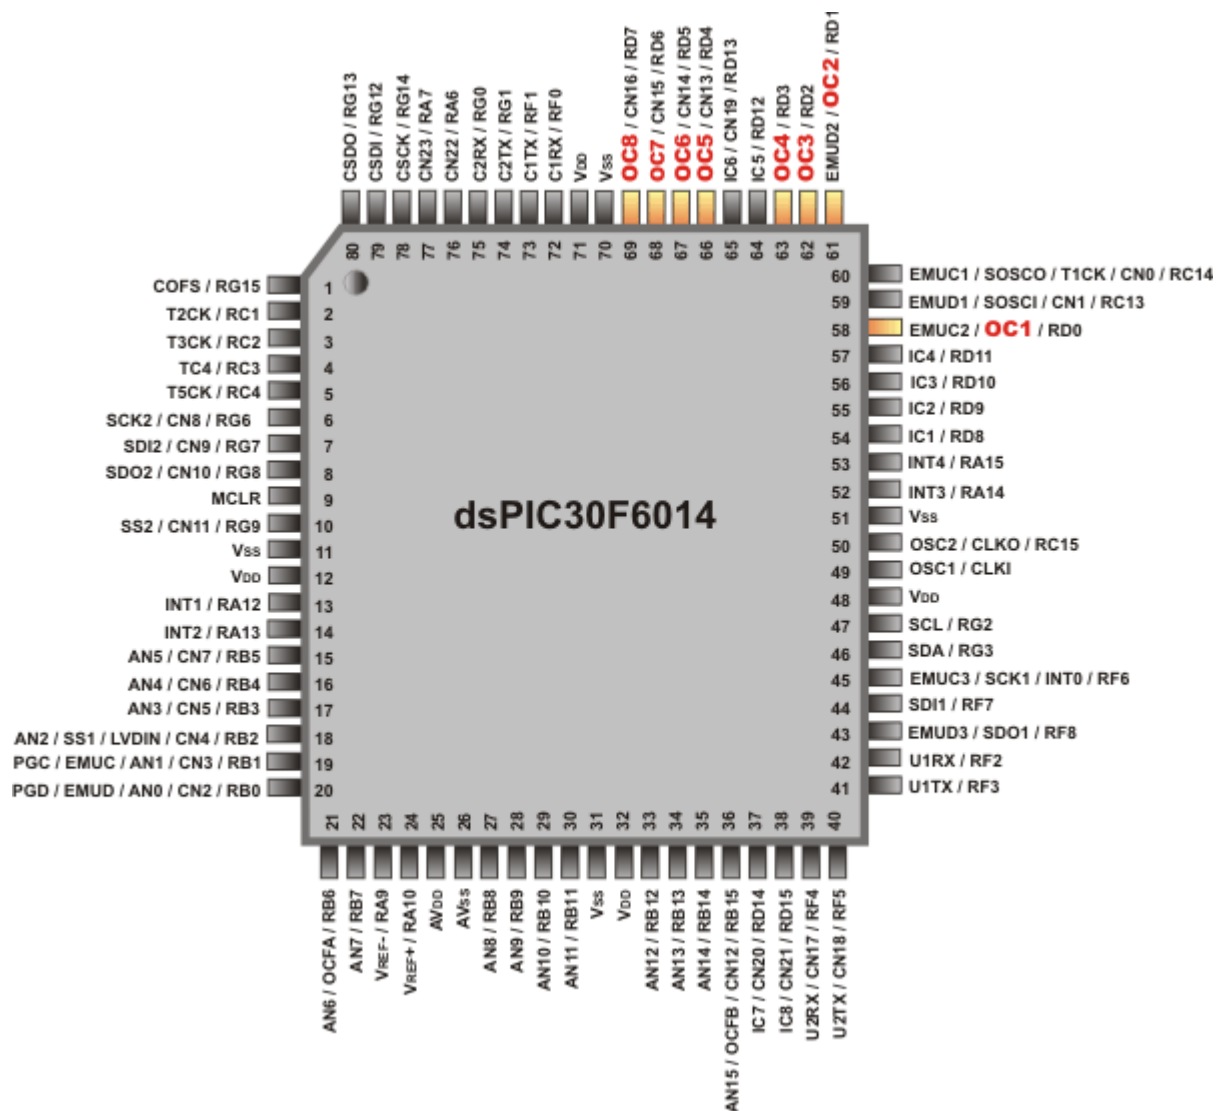 CSDO / RG13
CSDI / RG12
CSCK / RG14
CN23 / RA7
CN22 / RA6
C2RX / RG0
C2TX / RG1
C1TX / RF1
C1RX / RF0
VDD
VSS
OC8 / CN16 / RD7
OC7 / CN15 / RD6
OC6 / CN14 / RD5
OC5 / CN13 / RD4
IC6 / CN19 / RD13
IC5 / RD12
OC4 / RD3
OC3 / RD2
EMUD2 / OC2 / RD1
80 79 78 77 76 75 74 73 72 71 70 69 68 67 66 65 64 63 62 61
COFS / RG15 1
T2CK / RC1 2
T3CK / RC2 3
TC4 / RC3 4
T5CK / RC4 5
SCK2 / CN8 / RG6 6
SDI2 / CN9 / RG7 7
SDO2 / CN10 / RG8 8
MCLR 9
SS2 / CN11 / RG9 10
VSS 11
VDD 12
INT1 / RA12 13
INT2 / RA13 14
AN5 / CN7 / RB5 15
AN4 / CN6 / RB4 16
AN3 / CN5 / RB3 17
AN2 / SS1 / LVDIN / CN4 / RB2 18
PGC / EMUC / AN1 / CN3 / RB1 19
PGD / EMUD / AN0 / CN2 / RB0 20
dsPIC30F6014
60 EMUC1 / SOSCO / T1CK / CN0 / RC14
59 EMUD1 / SOSCI / CN1 / RC13
58 EMUC2 / OC1 / RD0
57 IC4 / RD11
56 IC3 / RD10
55 IC2 / RD9
54 IC1 / RD8
53 INT4 / RA15
52 INT3 / RA14
51 VSS
50 OSC2 / CLKO / RC15
49 OSC1 / CLKI
48 VDD
47 SCL / RG2
46 SDA / RG3
45 EMUC3 / SCK1 / INT0 / RF6
44 SDI1 / RF7
43 EMUD3 / SDO1 / RF8
42 U1RX / RF2
41 U1TX / RF3
21 22 23 24 25 26 27 28 29 30 31 32 33 34 35 36 37 38 39 40
AN6 / OCFA / RB6
AN7 / RB7
VREF- / RA9
VREF+ / RA10
AVDD
AVSS
AN8 / RB8
AN9 / RB9
AN10 / RB10
AN11 / RB11
VSS
VDD
AN12 / RB12
AN13 / RB13
AN14 / RB14
AN15 / OCFB / CN12 / RB15
IC7 / CN20 / RD14
IC8 / CN21 / RD15
U2RX / CN17 / RF4
U2TX / CN18 / RF5